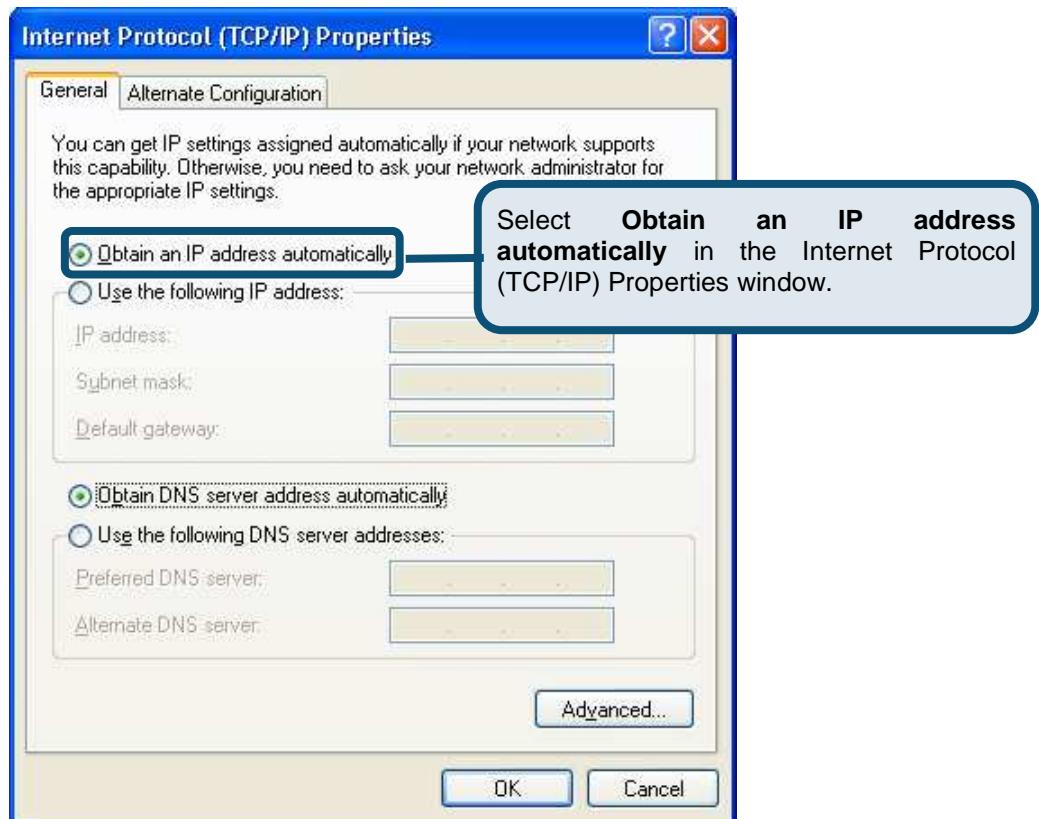 Internet Protocol (TCP/IP) Properties
General
Alternate Configuration
You can get IP settings assigned automatically if your network supports
this capability. Otherwise, you need to ask your network administrator for
the appropriate IP settings.
Obtain an IP address automatically
Select Obtain an IP address
automatically in the Internet Protocol
(TCP/IP) Properties window.
Use the following IP address:
IP address:
Subnet mask:
Default gateway:
Obtain DNS server address automatically
Use the following DNS server addresses:
Preferred DNS server:
Alternate DNS server:
Advanced...
OK
Cancel